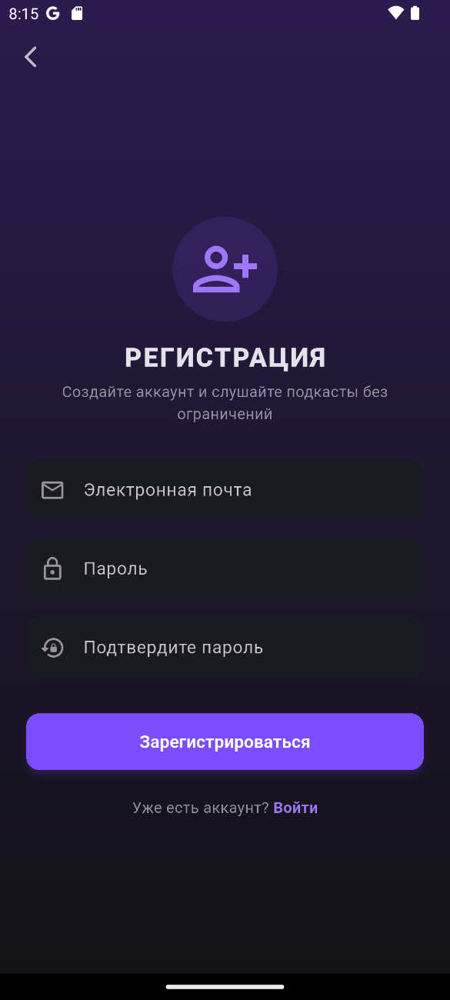 8:15
РЕГИСТРАЦИЯ
Создайте аккаунт и слушайте подкасты без
ограничений
Электронная почта
Пароль
Подтвердите пароль
Зарегистрироваться
Уже есть аккаунт? Войти